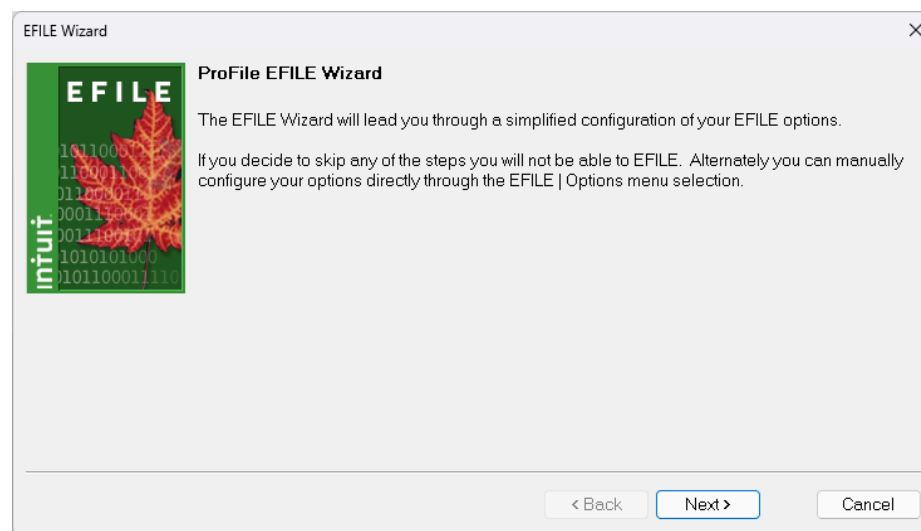 EFILE Wizard
EFILE
ProFile EFILE Wizard
The EFILE Wizard will lead you through a simplified configuration of your EFILE options.
If you decide to skip any of the steps you will not be able to EFILE.  Alternately you can manually
configure your options directly through the EFILE | Options menu selection.
INTUIT
< Back
Next >
Cancel